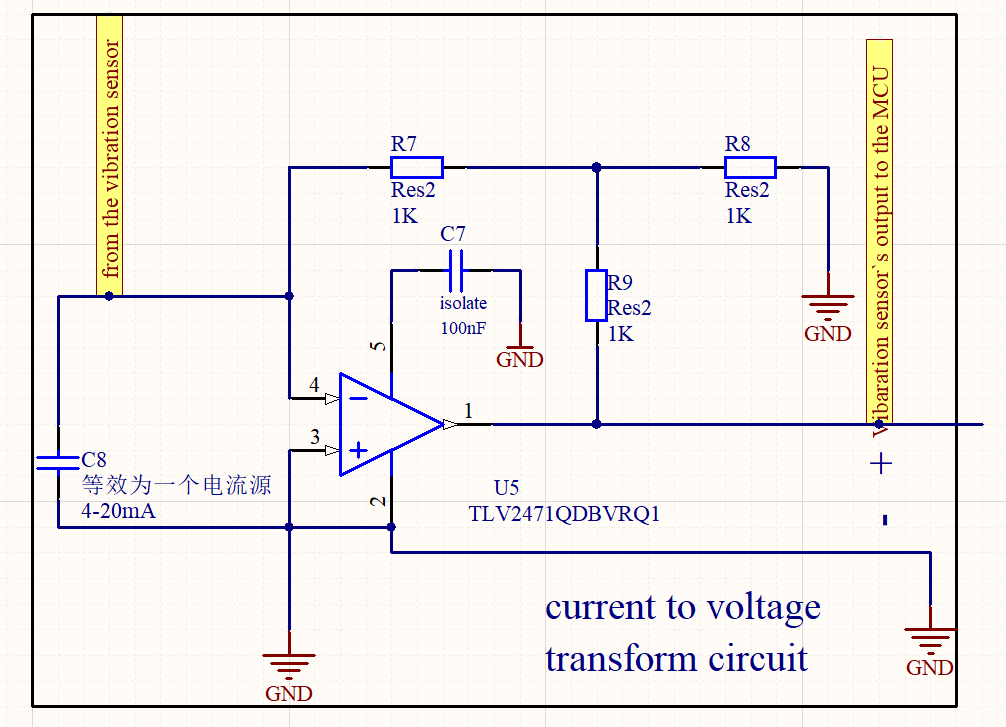 from the vibration sensor
Vibaration sensor`s output to the MCU
R7
Res2
1K
R8
Res2
1K
C7
isolate
100nF
GND
R9
Res2
1K
GND
5
4
3
1
2
C8
等效为一个电流源
4-20mA
U5
TLV2471QDBVRQ1
+
-
current to voltage
transform circuit
GND
GND